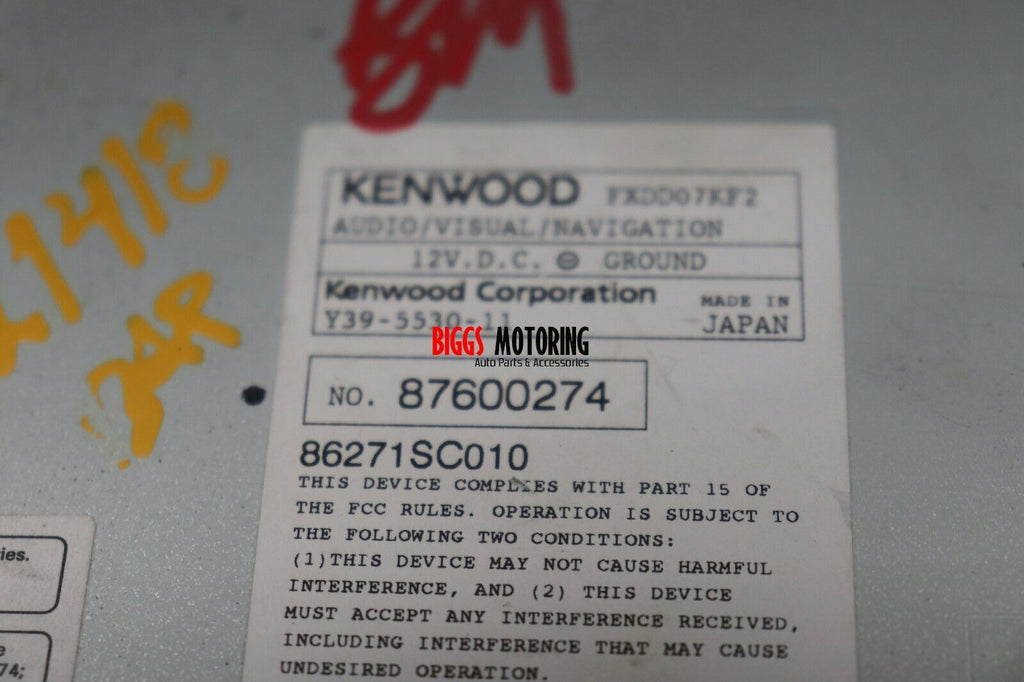 KENWOOD FXDD07KF2
AUDIO/VISUAL/NAVIGATION
12V.D.C. ⊖ GROUND
Kenwood Corporation MADE IN
Y39-5530-11 JAPAN
BIGGS MOTORING
Auto Parts & Accessories
NO. 87600274
86271SC010
THIS DEVICE COMPLIES WITH PART 15 OF
THE FCC RULES. OPERATION IS SUBJECT TO
THE FOLLOWING TWO CONDITIONS:
(1)THIS DEVICE MAY NOT CAUSE HARMFUL
INTERFERENCE, AND (2) THIS DEVICE
MUST ACCEPT ANY INTERFERENCE RECEIVED,
INCLUDING INTERFERENCE THAT MAY CAUSE
UNDESIRED OPERATION.
ies.
e
74;